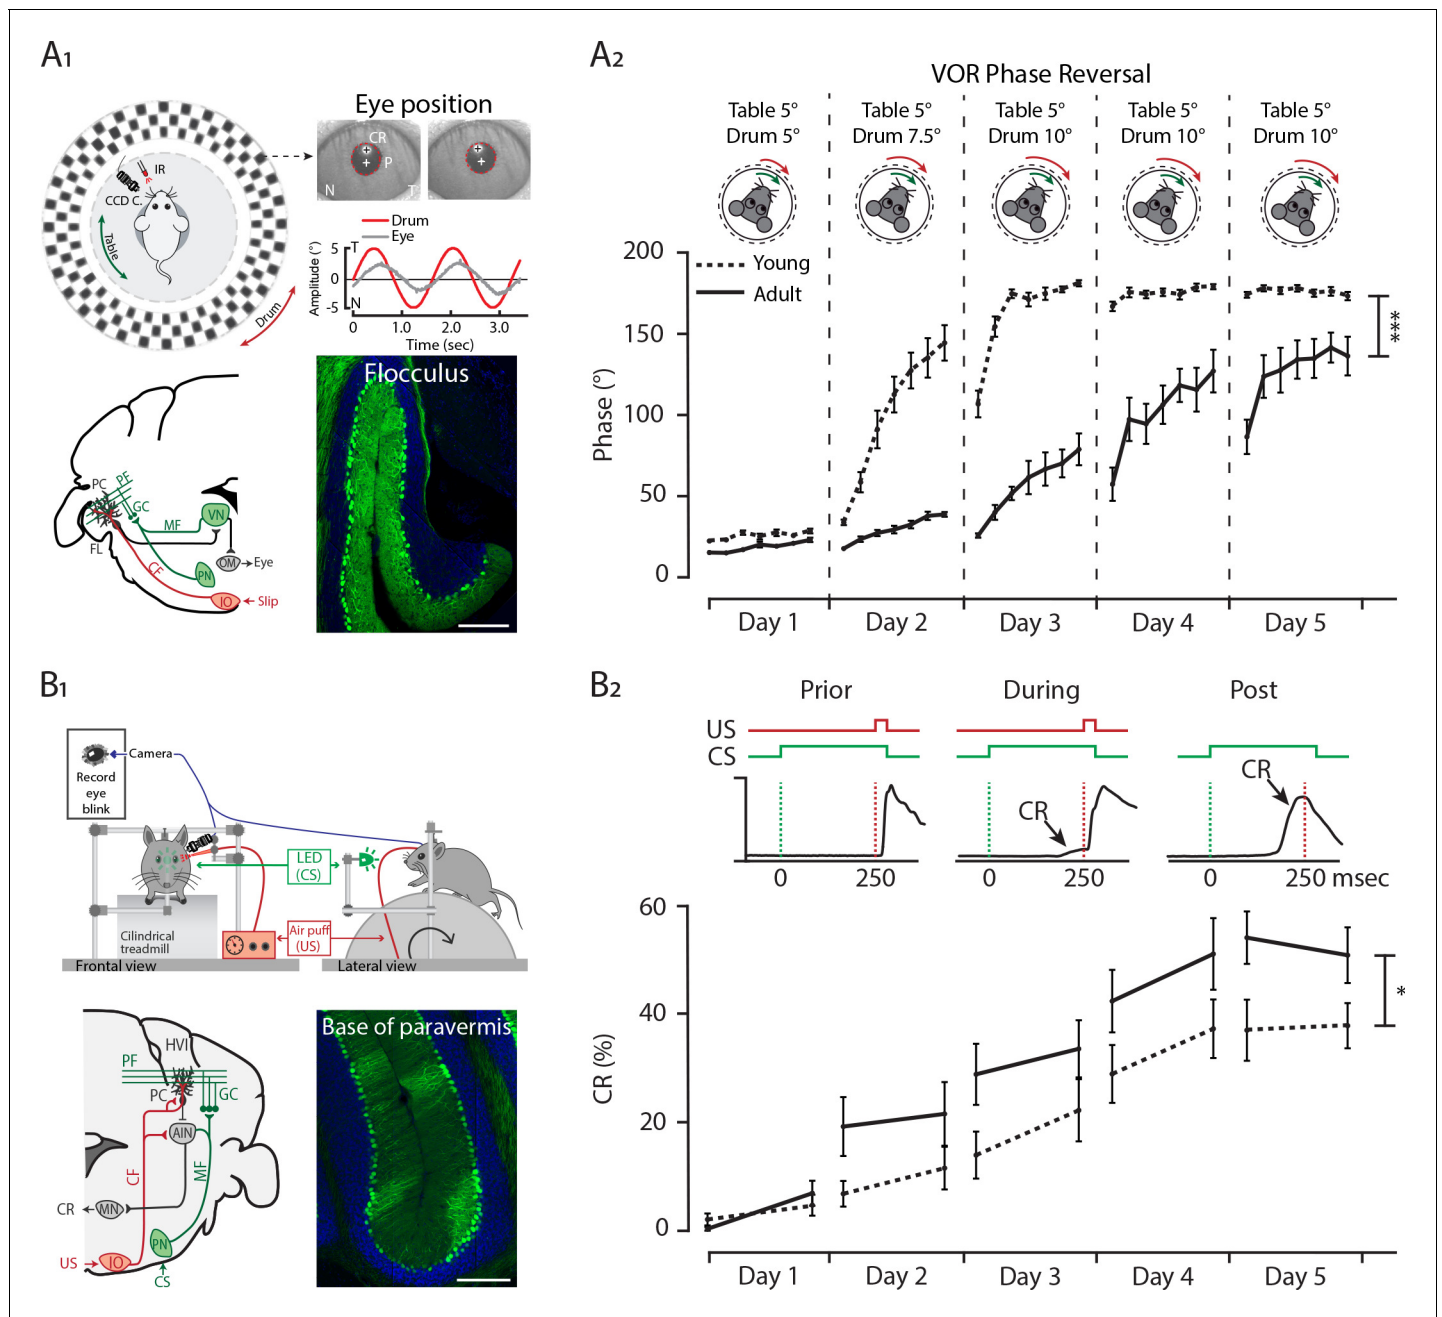 A1
Eye position
CR
P
N
T
IR
CCD C.
Table
Drum
Drum
Eye
Amplitude (°)
5
0
-5
T
N
0
1.0
2.0
3.0
Time (sec)
PC
PF
GC
MF
VN
FL
CF
OM
Eye
PN
IO
Slip
Flocculus
A2
VOR Phase Reversal
Table 5°
Drum 5°
Table 5°
Drum 7.5°
Table 5°
Drum 10°
Table 5°
Drum 10°
Table 5°
Drum 10°
Young
Adult
Phase (°)
200
150
100
50
0
***
Day 1
Day 2
Day 3
Day 4
Day 5
B1
Camera
Record
eye
blink
LED
(CS)
Air puff
(US)
Cilindrical
treadmill
Frontal view
Lateral view
HVI
PF
PC
GC
AIN
CF
MF
CR
MN
PN
US
IO
CS
Base of paravermis
B2
Prior
During
Post
US
CS
CR
CR
0
250
0
250
0
250 msec
CR (%)
60
40
20
0
*
Day 1
Day 2
Day 3
Day 4
Day 5